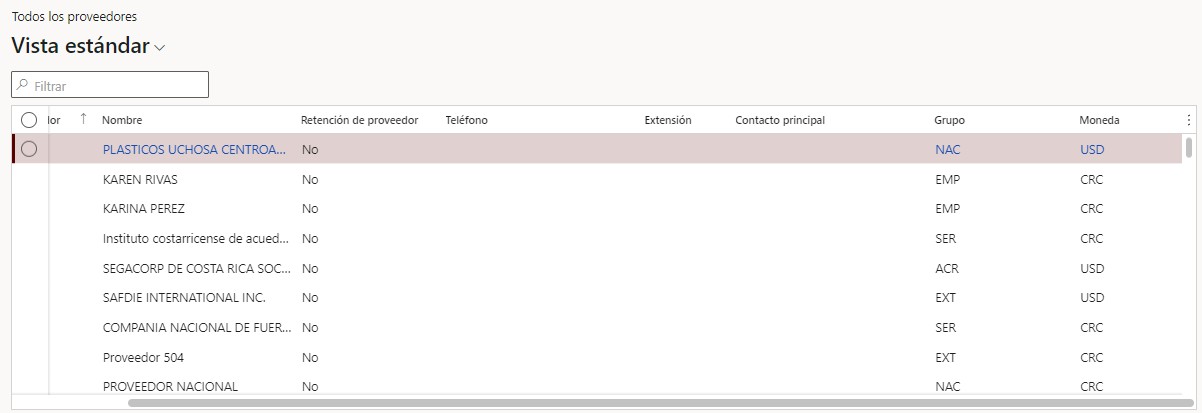 Todos los proveedores
Vista estándar
Filtrar
lor Nombre Retención de proveedor Teléfono Extensión Contacto principal Grupo Moneda
PLASTICOS UCHOSA CENTROA... No NAC USD
KAREN RIVAS No EMP CRC
KARINA PEREZ No EMP CRC
Instituto costarricense de acued... No SER CRC
SEGACORP DE COSTA RICA SOC... No ACR USD
SAFDIE INTERNATIONAL INC. No EXT USD
COMPANIA NACIONAL DE FUER... No SER CRC
Proveedor 504 No EXT CRC
PROVEEDOR NACIONAL No NAC CRC